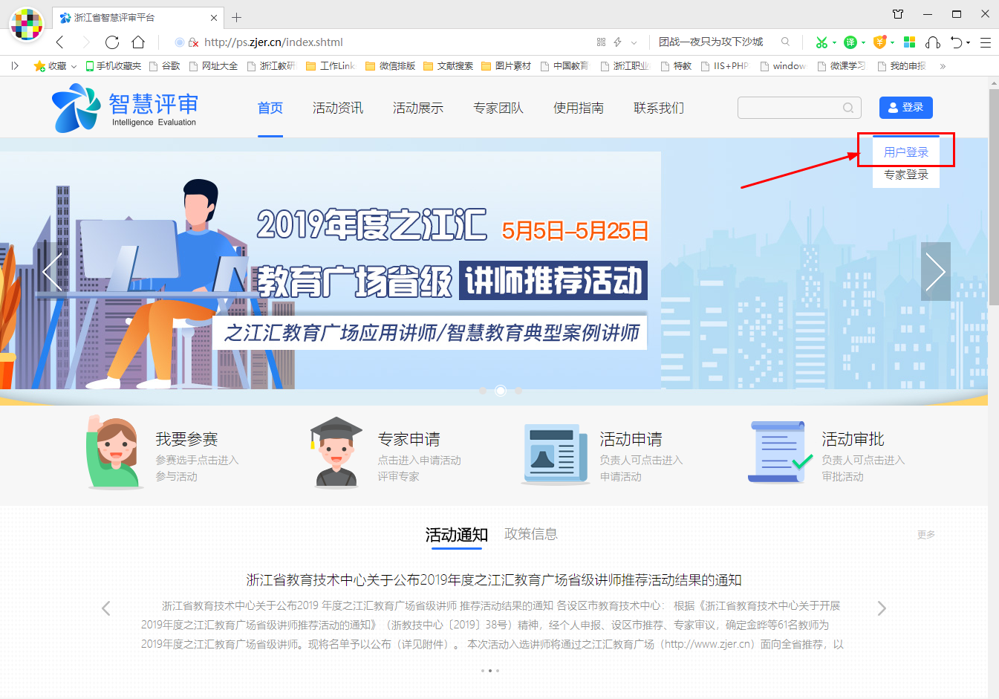 浙江省智慧评审平台
http://ps.zjer.cn/index.shtml
团战一夜只为攻下沙城
译
收藏
手机收藏夹
谷歌
网址大全
浙江教研
工作Link
微信排版
文献搜索
图片素材
中国教育
浙江职业
特教
IIS+PHP
window
微课学习
我的申报
智慧评审
Intelligence Evaluation
首页
活动资讯
活动展示
专家团队
使用指南
联系我们
登录
用户登录
专家登录
2019年度之江汇
5月5日–5月25日
教育广场省级 讲师推荐活动
之江汇教育广场应用讲师/智慧教育典型案例讲师
我要参赛
参赛选手点击进入
参与活动
专家申请
点击进入申请活动
评审专家
活动申请
负责人可点击进入
申请活动
活动审批
负责人可点击进入
审批活动
活动通知
政策信息
更多
浙江省教育技术中心关于公布2019年度之江汇教育广场省级讲师推荐活动结果的通知
浙江省教育技术中心关于公布2019 年度之江汇教育广场省级讲师 推荐活动结果的通知 各设区市教育技术中心： 根据《浙江省教育技术中心关于开展
2019年度之江汇教育广场省级讲师推荐活动的通知》（浙教技中心〔2019〕38号）精神，经个人申报、设区市推荐、专家审议，确定金晔等61名教师为
2019年度之江汇教育广场省级讲师。现将名单予以公布（详见附件）。 本次活动入选讲师将通过之江汇教育广场（http://www.zjer.cn）面向全省推荐，以